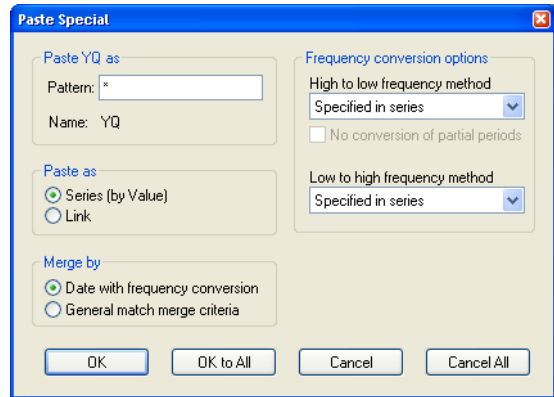 Paste Special
Paste YQ as
Pattern: *
Name: YQ
Paste as
Series (by Value)
Link
Merge by
Date with frequency conversion
General match merge criteria
Frequency conversion options
High to low frequency method
Specified in series
No conversion of partial periods
Low to high frequency method
Specified in series
OK
OK to All
Cancel
Cancel All